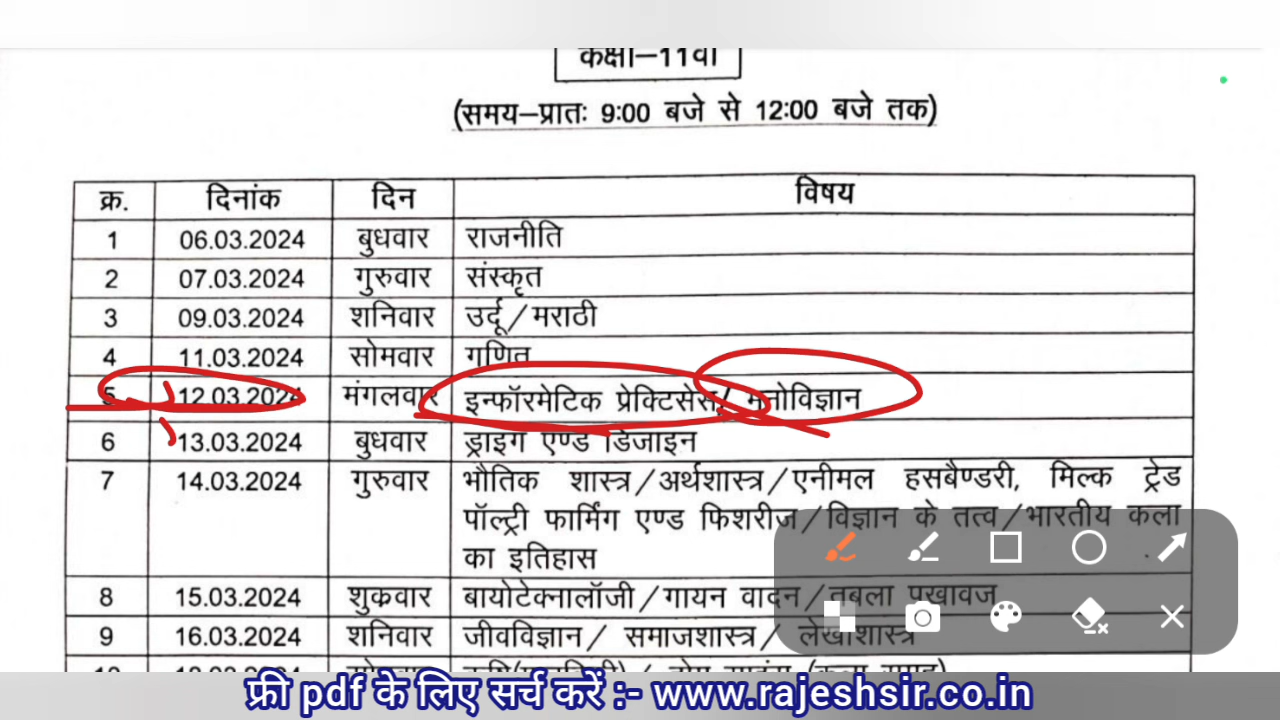 कक्षा–11वीं
(समय–प्रातः 9:00 बजे से 12:00 बजे तक)
क्र. दिनांक दिन विषय
1 06.03.2024 बुधवार राजनीति
2 07.03.2024 गुरुवार संस्कृत
3 09.03.2024 शनिवार उर्दू/मराठी
4 11.03.2024 सोमवार गणित
5 12.03.2024 मंगलवार इन्फॉरमेटिक प्रेक्टिसेस/ मनोविज्ञान
6 13.03.2024 बुधवार ड्राइंग एण्ड डिजाइन
7 14.03.2024 गुरुवार भौतिक शास्त्र/अर्थशास्त्र/एनीमल हसबैण्डरी, मिल्क ट्रेड
पॉल्ट्री फार्मिंग एण्ड फिशरीज/विज्ञान के तत्व/भारतीय कला
का इतिहास
8 15.03.2024 शुक्रवार बायोटेक्नालॉजी/गायन वादन/तबला पखावज
9 16.03.2024 शनिवार जीवविज्ञान/ समाजशास्त्र/ लेखाशास्त्र
फ्री pdf के लिए सर्च करें :- www.rajeshsir.co.in